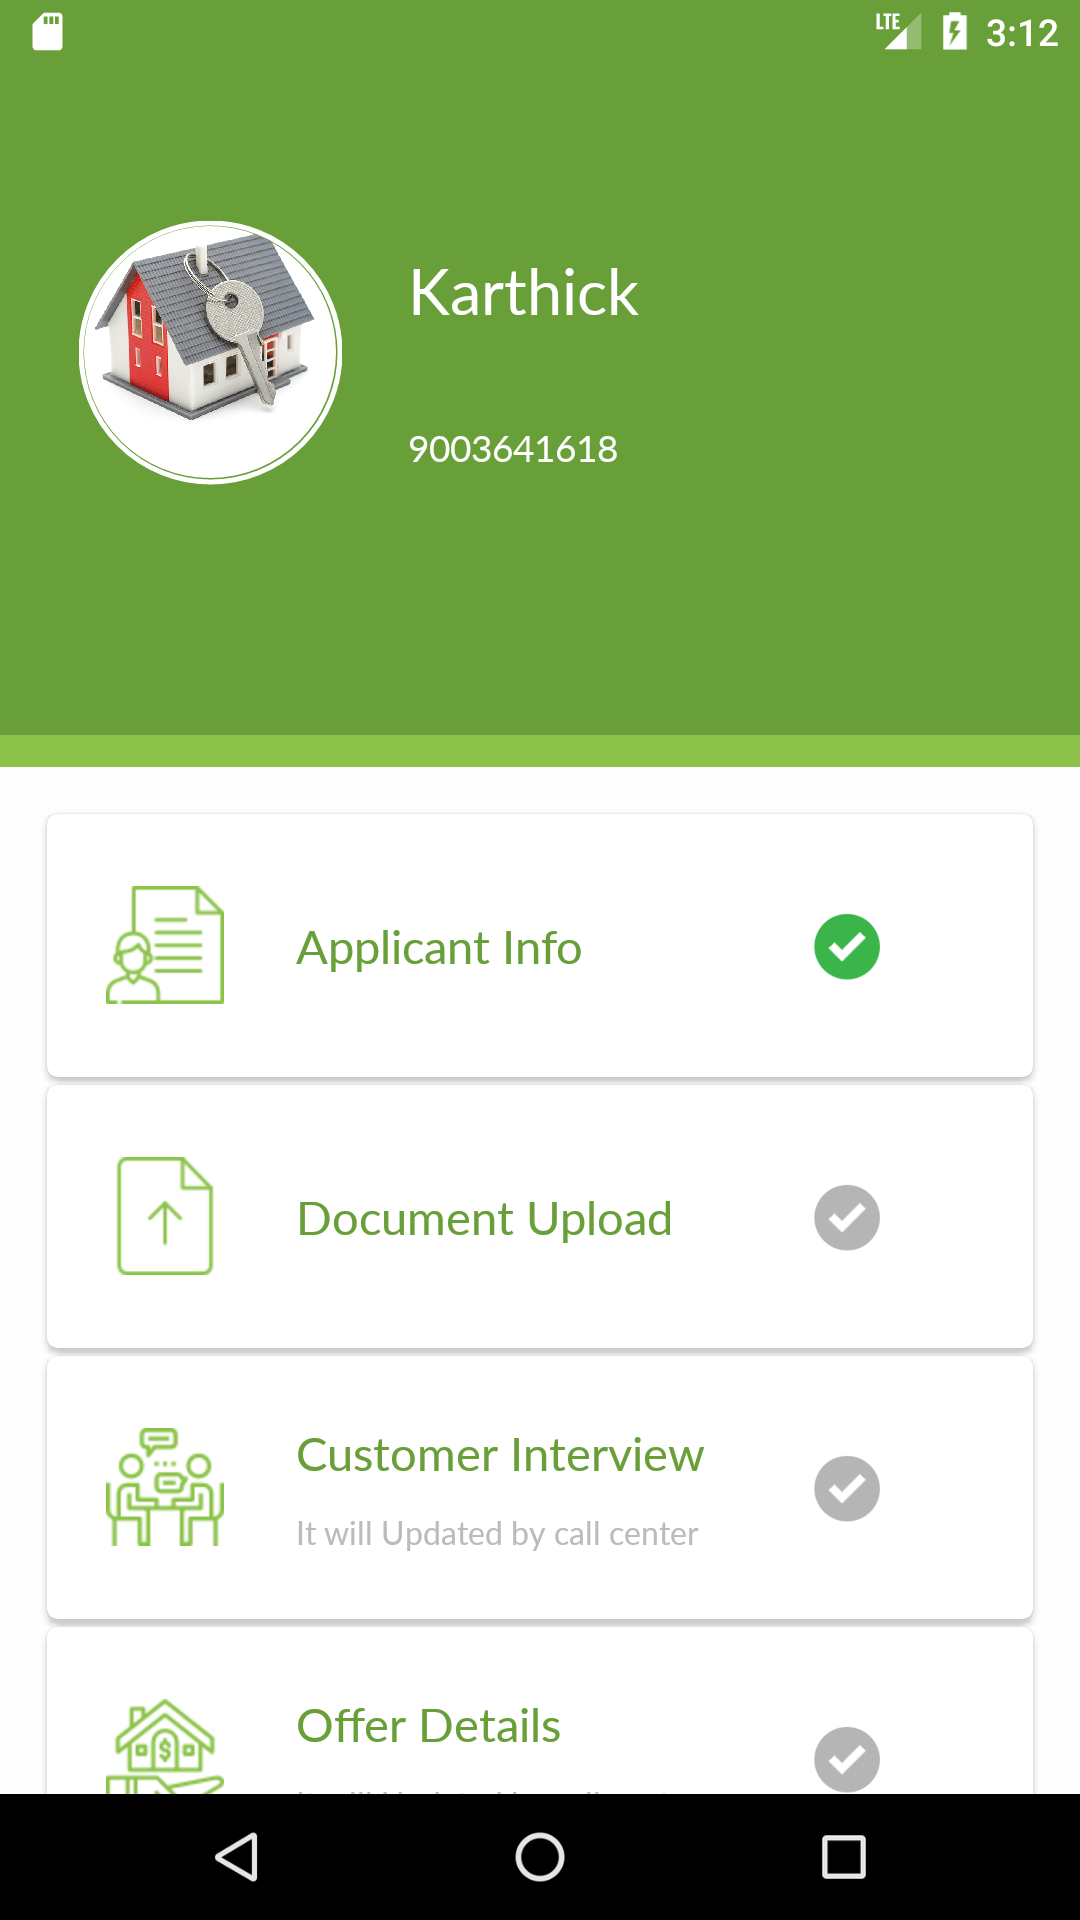 LTE 3:12
Karthick
9003641618
Applicant Info
Document Upload
Customer Interview
It will Updated by call center
Offer Details